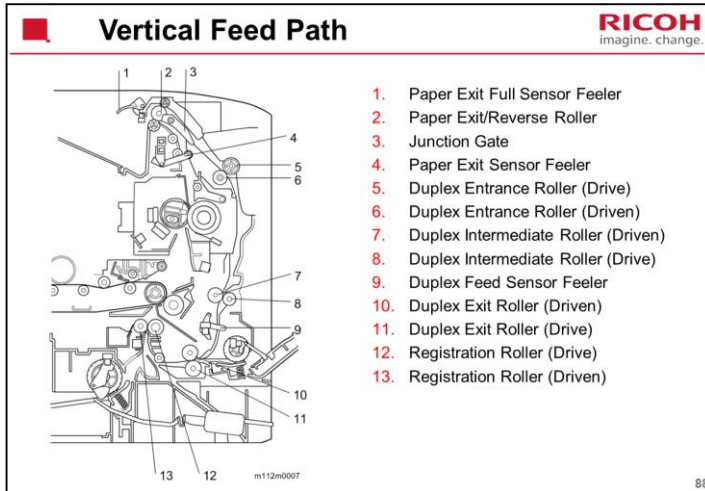 Vertical Feed Path
RICOH
imagine. change.
1 2 3
4
5
6
7
8
9
10
11
13 12
m112m0007
1. Paper Exit Full Sensor Feeler
2. Paper Exit/Reverse Roller
3. Junction Gate
4. Paper Exit Sensor Feeler
5. Duplex Entrance Roller (Drive)
6. Duplex Entrance Roller (Driven)
7. Duplex Intermediate Roller (Driven)
8. Duplex Intermediate Roller (Drive)
9. Duplex Feed Sensor Feeler
10. Duplex Exit Roller (Driven)
11. Duplex Exit Roller (Drive)
12. Registration Roller (Drive)
13. Registration Roller (Driven)
88